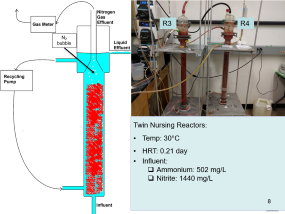 Nitrogen
Gas
Effluent
Gas Meter
N₂
bubble
Liquid
Effluent
Recycling
Pump
Influent
R3
R4
Twin Nursing Reactors:
• Temp: 30°C
• HRT: 0.21 day
• Influent:
❑ Ammonium: 502 mg/L
❑ Nitrite: 1440 mg/L
8